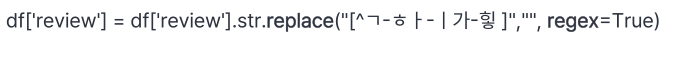 df['review'] = df['review'].str.replace("[^ㄱ-ㅎㅏ-ㅣ가-힣 ]","", regex=True)